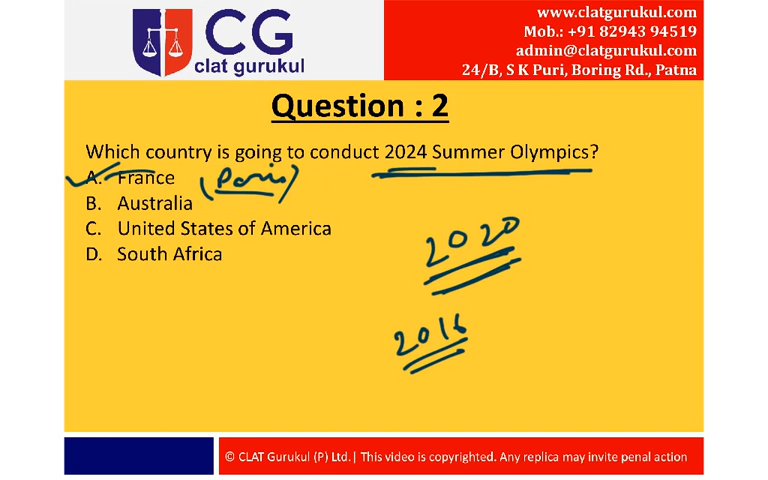 CG
clat gurukul
www.clatgurukul.com
Mob.: +91 82943 94519
admin@clatgurukul.com
24/B, S K Puri, Boring Rd., Patna
Question : 2
Which country is going to conduct 2024 Summer Olympics?
A. France (Paris)
B. Australia
C. United States of America
D. South Africa
2020
2016
© CLAT Gurukul (P) Ltd.| This video is copyrighted. Any replica may invite penal action